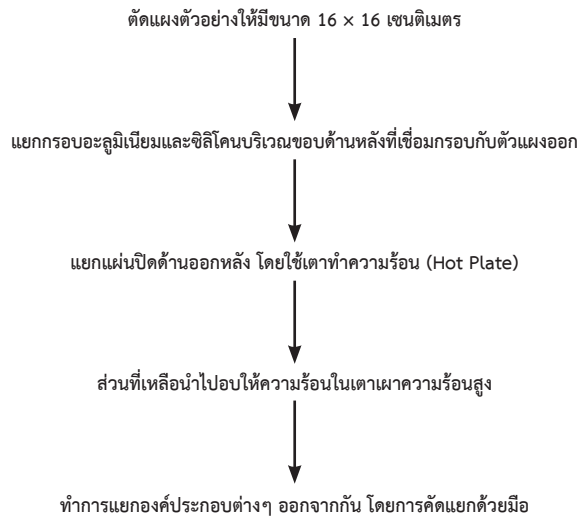 ตัดแผงตัวอย่างให้มีขนาด 16 × 16 เซนติเมตร
แยกกรอบอะลูมิเนียมและซิลิโคนบริเวณขอบด้านหลังที่เชื่อมกรอบกับตัวแผงออก
แยกแผ่นปิดด้านออกหลัง โดยใช้เตาทำความร้อน (Hot Plate)
ส่วนที่เหลือนำไปอบให้ความร้อนในเตาเผาความร้อนสูง
ทำการแยกองค์ประกอบต่างๆ ออกจากกัน โดยการคัดแยกด้วยมือ